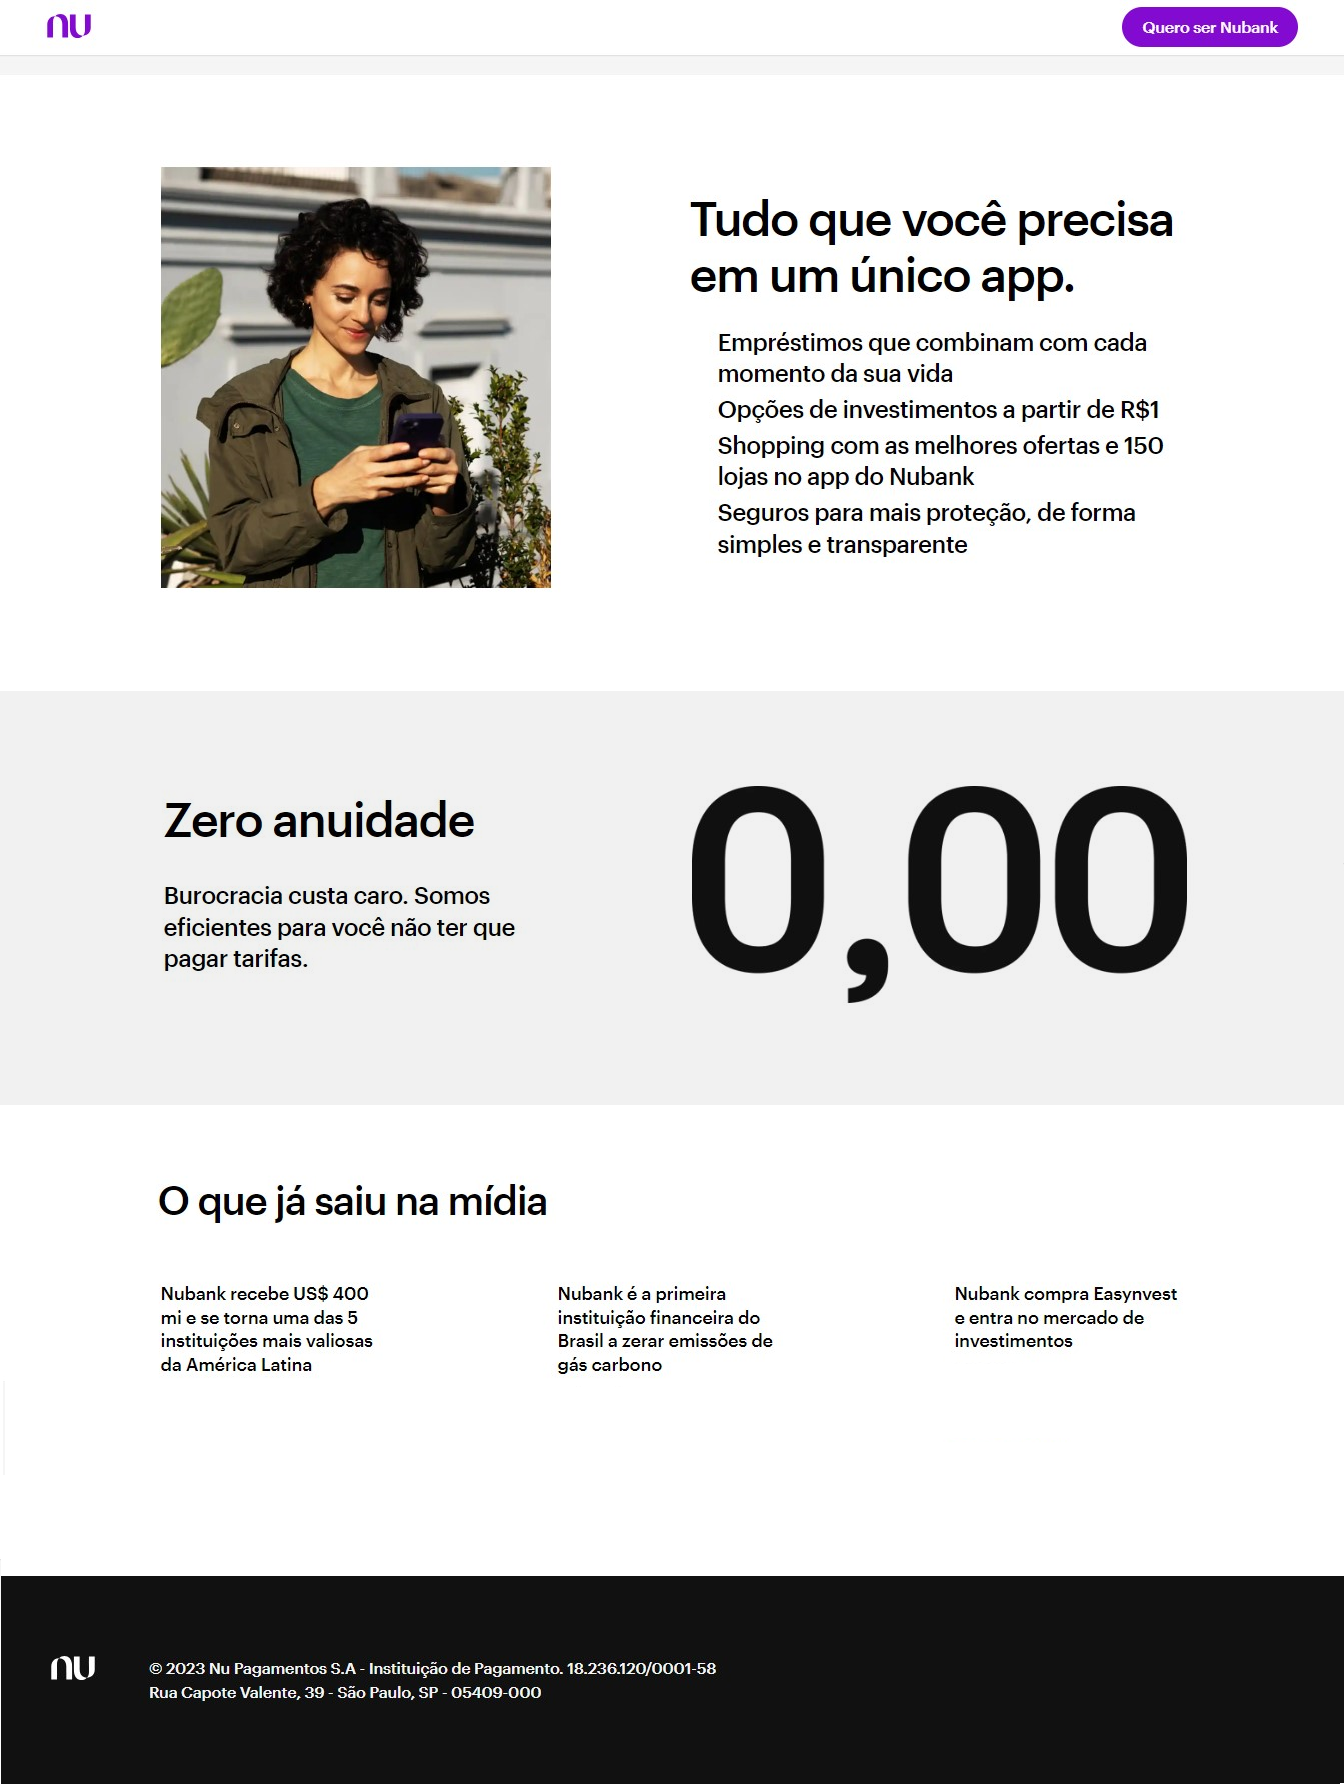 nu
Quero ser Nubank
Tudo que você precisa
em um único app.
Empréstimos que combinam com cada
momento da sua vida
Opções de investimentos a partir de R$1
Shopping com as melhores ofertas e 150
lojas no app do Nubank
Seguros para mais proteção, de forma
simples e transparente
Zero anuidade
Burocracia custa caro. Somos
eficientes para você não ter que
pagar tarifas.
0,00
O que já saiu na mídia
Nubank recebe US$ 400
mi e se torna uma das 5
instituições mais valiosas
da América Latina
Nubank é a primeira
instituição financeira do
Brasil a zerar emissões de
gás carbono
Nubank compra Easynvest
e entra no mercado de
investimentos
nu
© 2023 Nu Pagamentos S.A - Instituição de Pagamento. 18.236.120/0001-58
Rua Capote Valente, 39 - São Paulo, SP - 05409-000